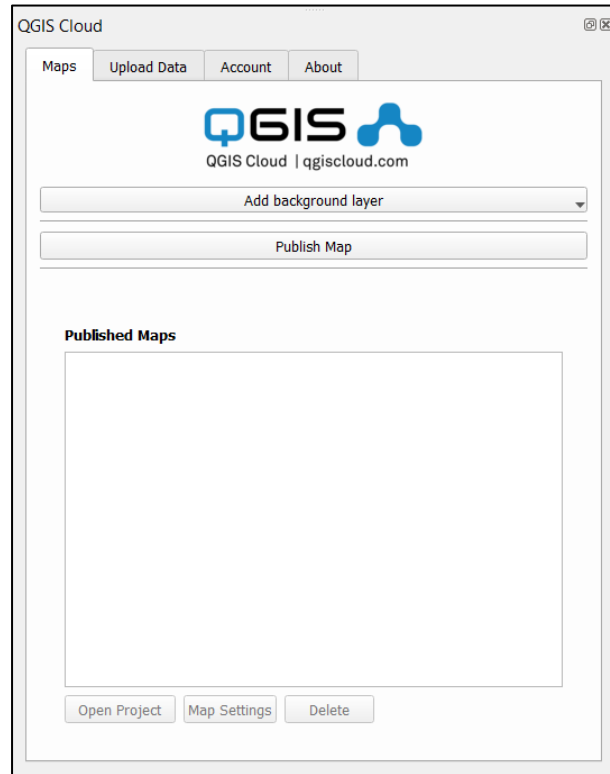 QGIS Cloud
Maps Upload Data Account About
QGIS
QGIS Cloud | qgiscloud.com
Add background layer
Publish Map
Published Maps
Open Project Map Settings Delete